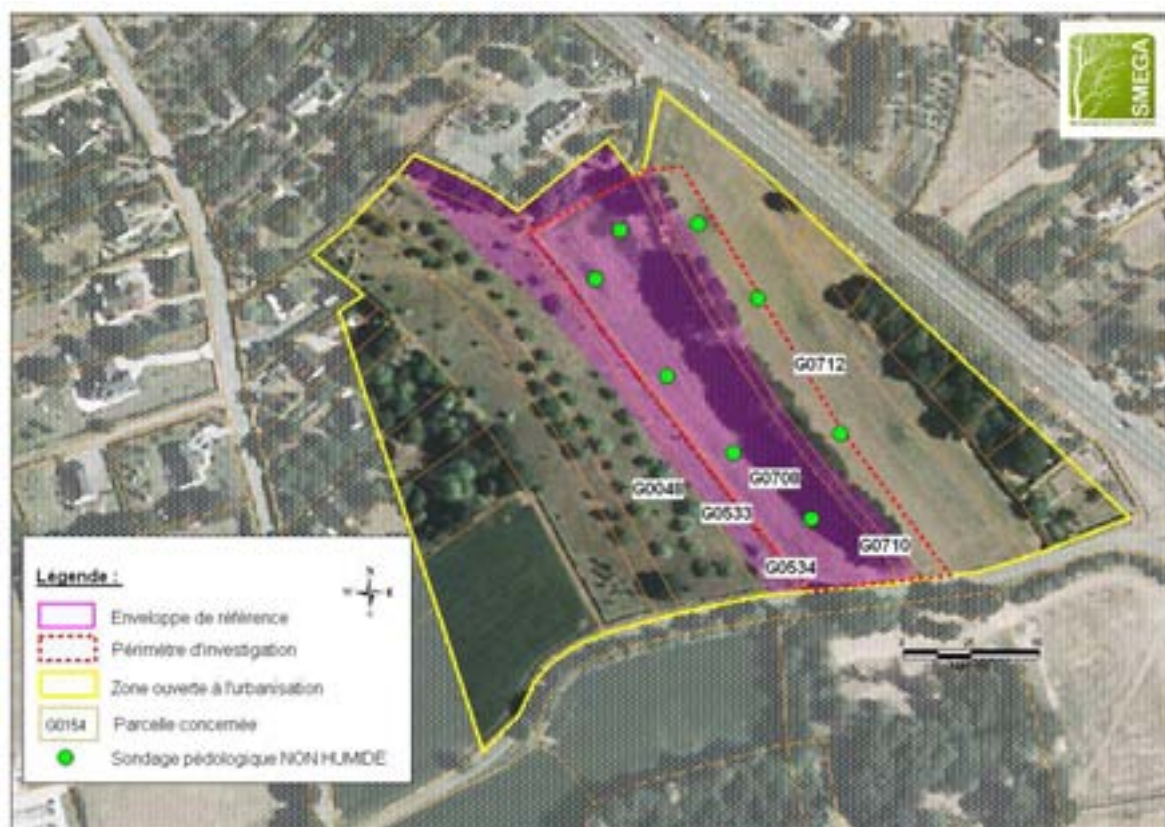 SMEGA
G0712
G0048
G0708
G0533
G0710
G0534
Légende :
N
W
E
Enveloppe de référence
Périmètre d'investigation
Zone ouverte à l'urbanisation
G0154
Parcelle concernée
Sondage pédologique NON HUMIDE